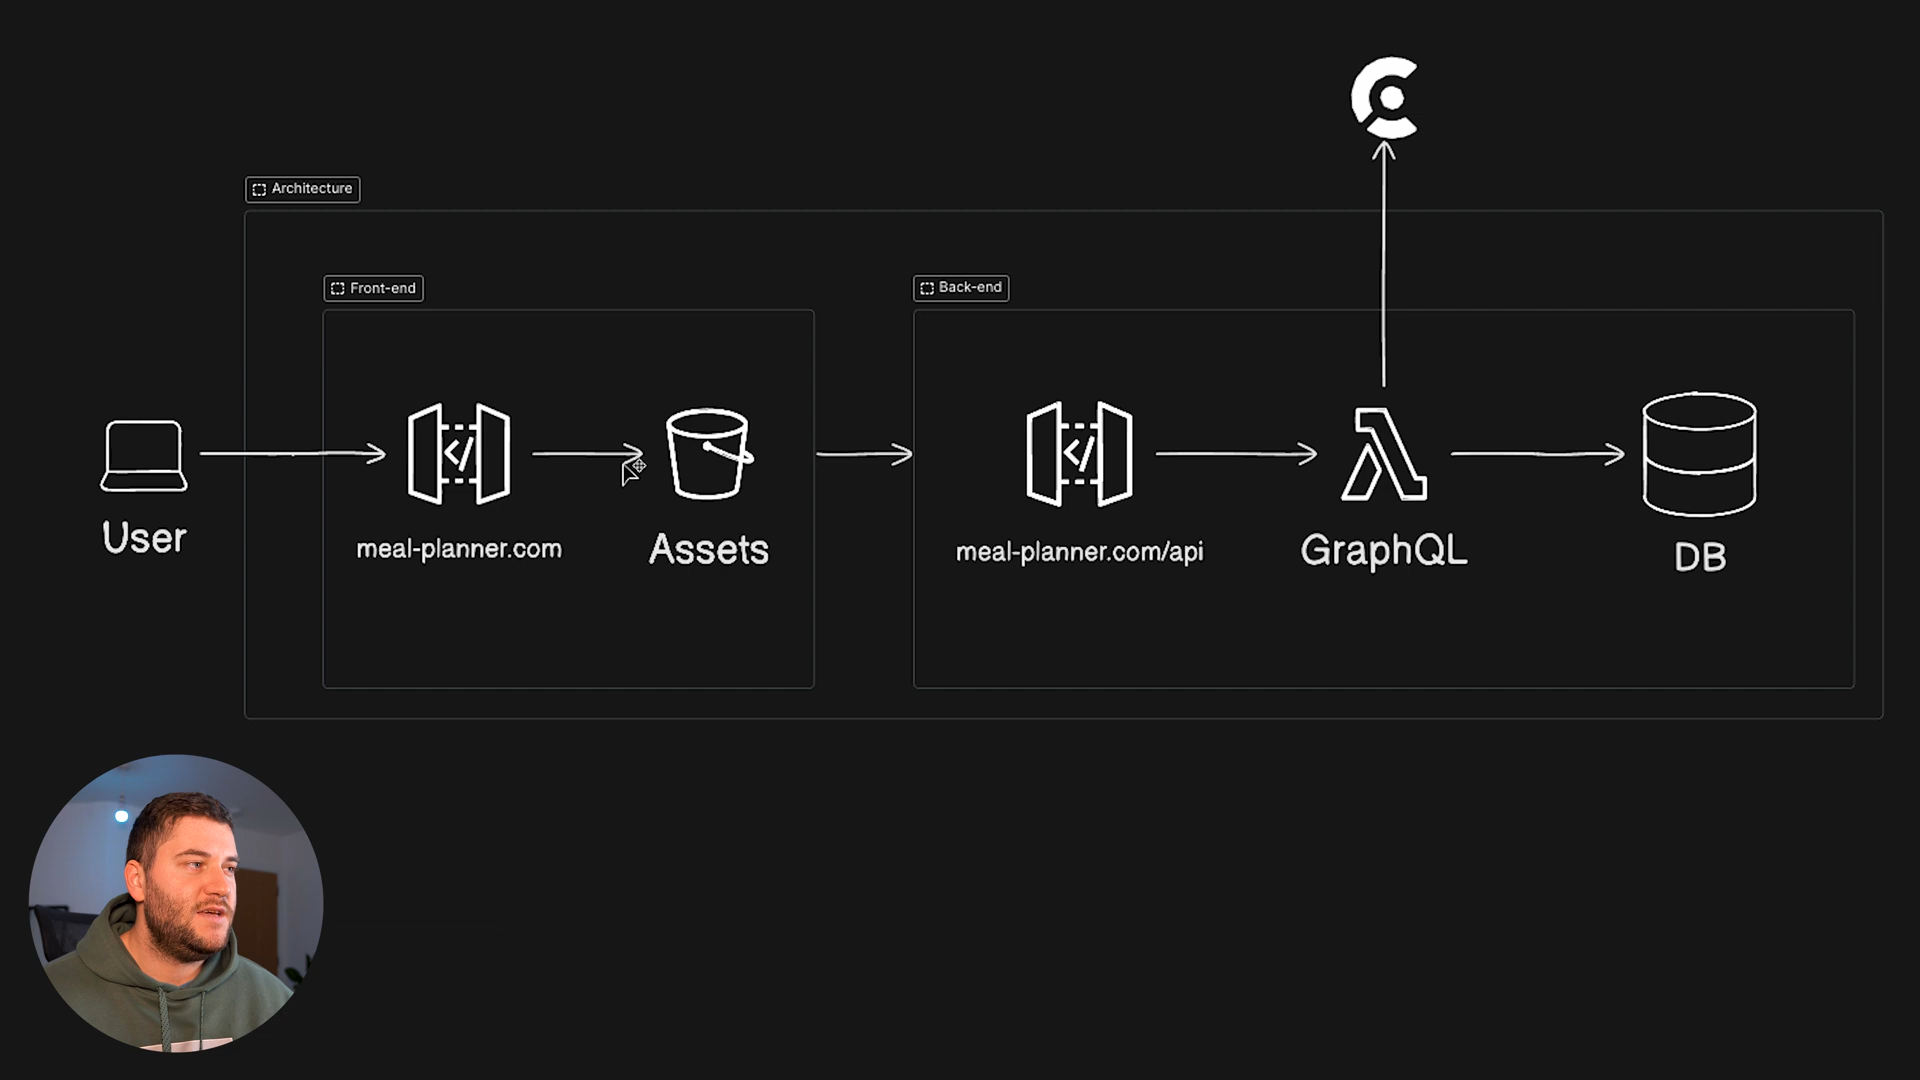 Architecture
Front-end
Back-end
User
meal-planner.com
Assets
meal-planner.com/api
GraphQL
DB